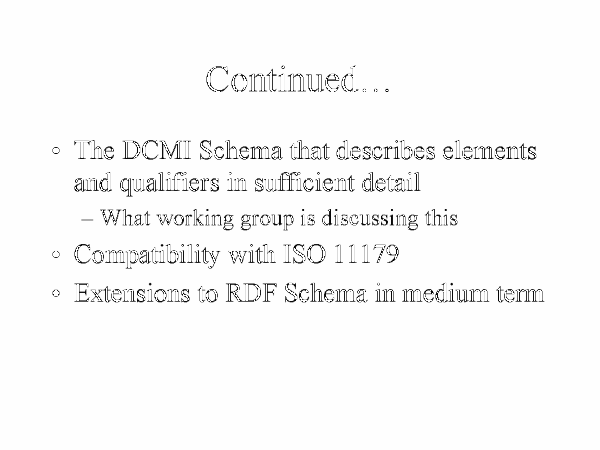 Continued…
• The DCMI Schema that describes elements
and qualifiers in sufficient detail
– What working group is discussing this
• Compatibility with ISO 11179
• Extensions to RDF Schema in medium term